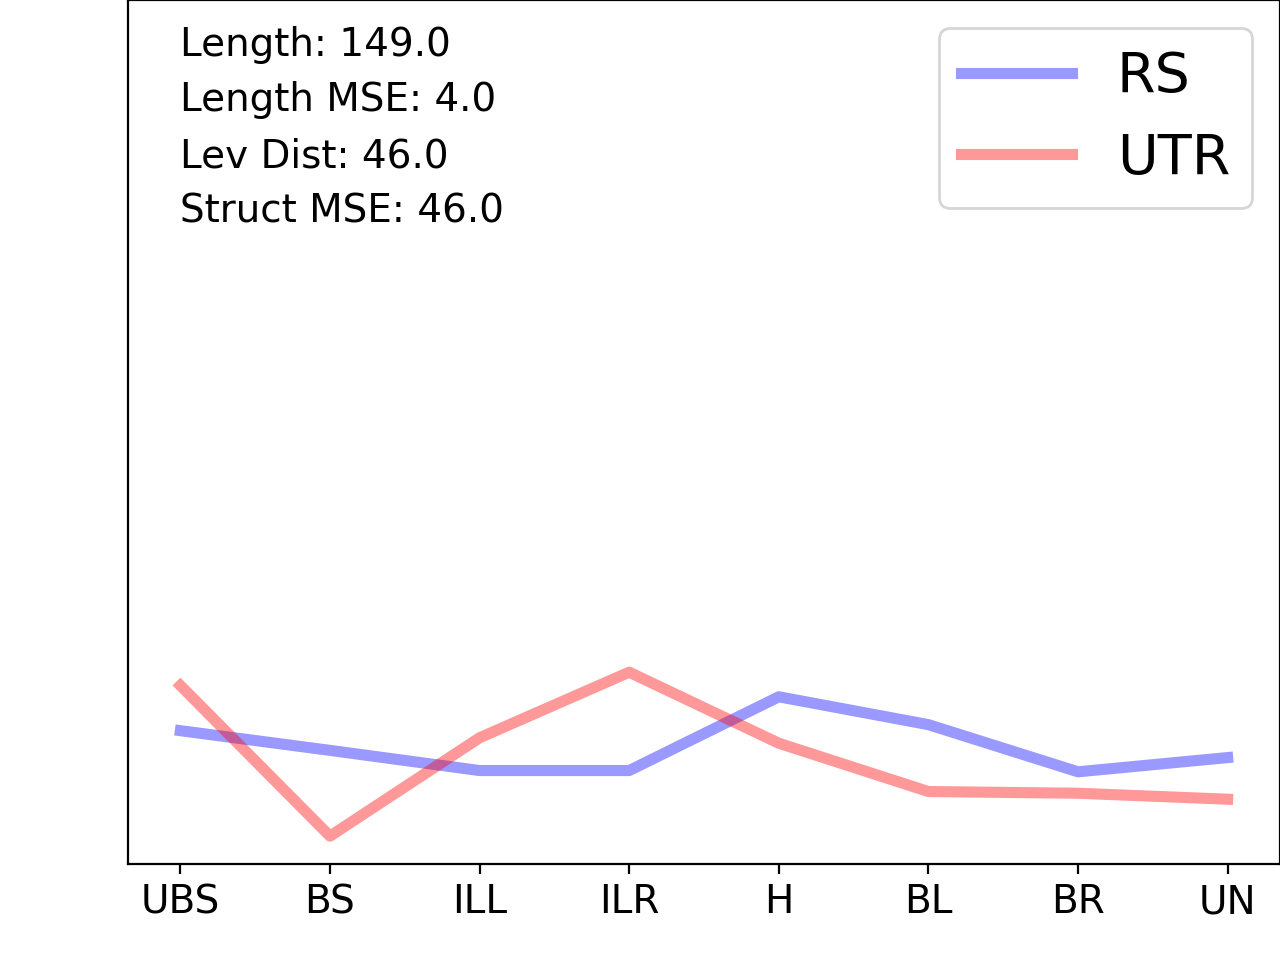 Length: 149.0
Length MSE: 4.0
Lev Dist: 46.0
Struct MSE: 46.0
RS
UTR
UBS BS ILL ILR H BL BR UN